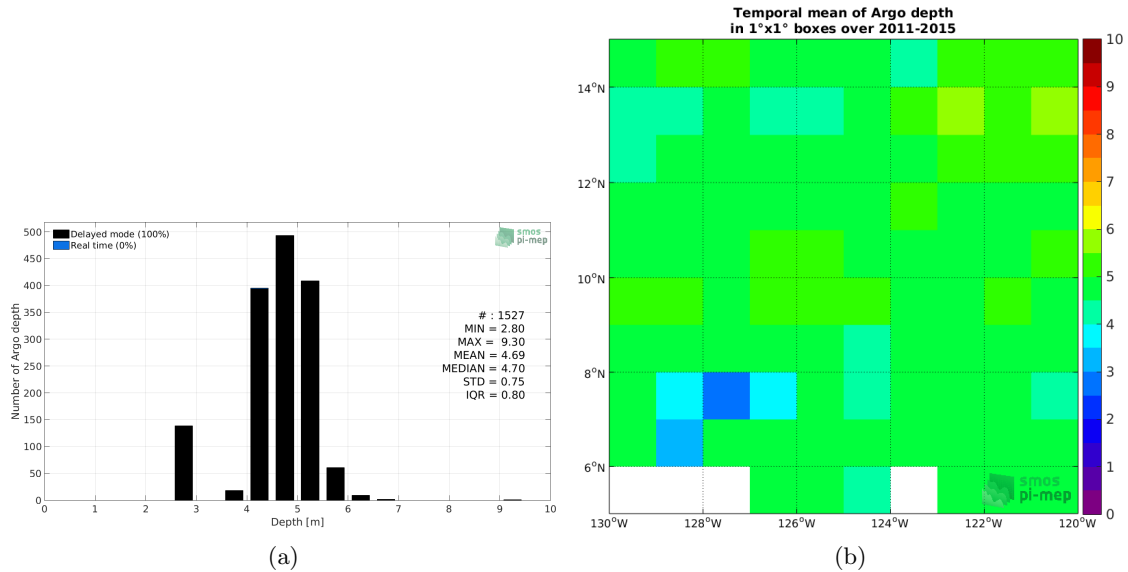 500
450
400
350
300
250
200
150
100
50
0
Number of Argo depth
Delayed mode (100%)
Real time (0%)
smos
pi-mep
# : 1527
MIN = 2.80
MAX = 9.30
MEAN = 4.69
MEDIAN = 4.70
STD = 0.75
IQR = 0.80
0 1 2 3 4 5 6 7 8 9 10
Depth [m]
(a)
Temporal mean of Argo depth
in 1°x1° boxes over 2011-2015
14°N
12°N
10°N
8°N
6°N
130°W 128°W 126°W 124°W 122°W 120°W
smos
pi-mep
10
9
8
7
6
5
4
3
2
1
0
(b)